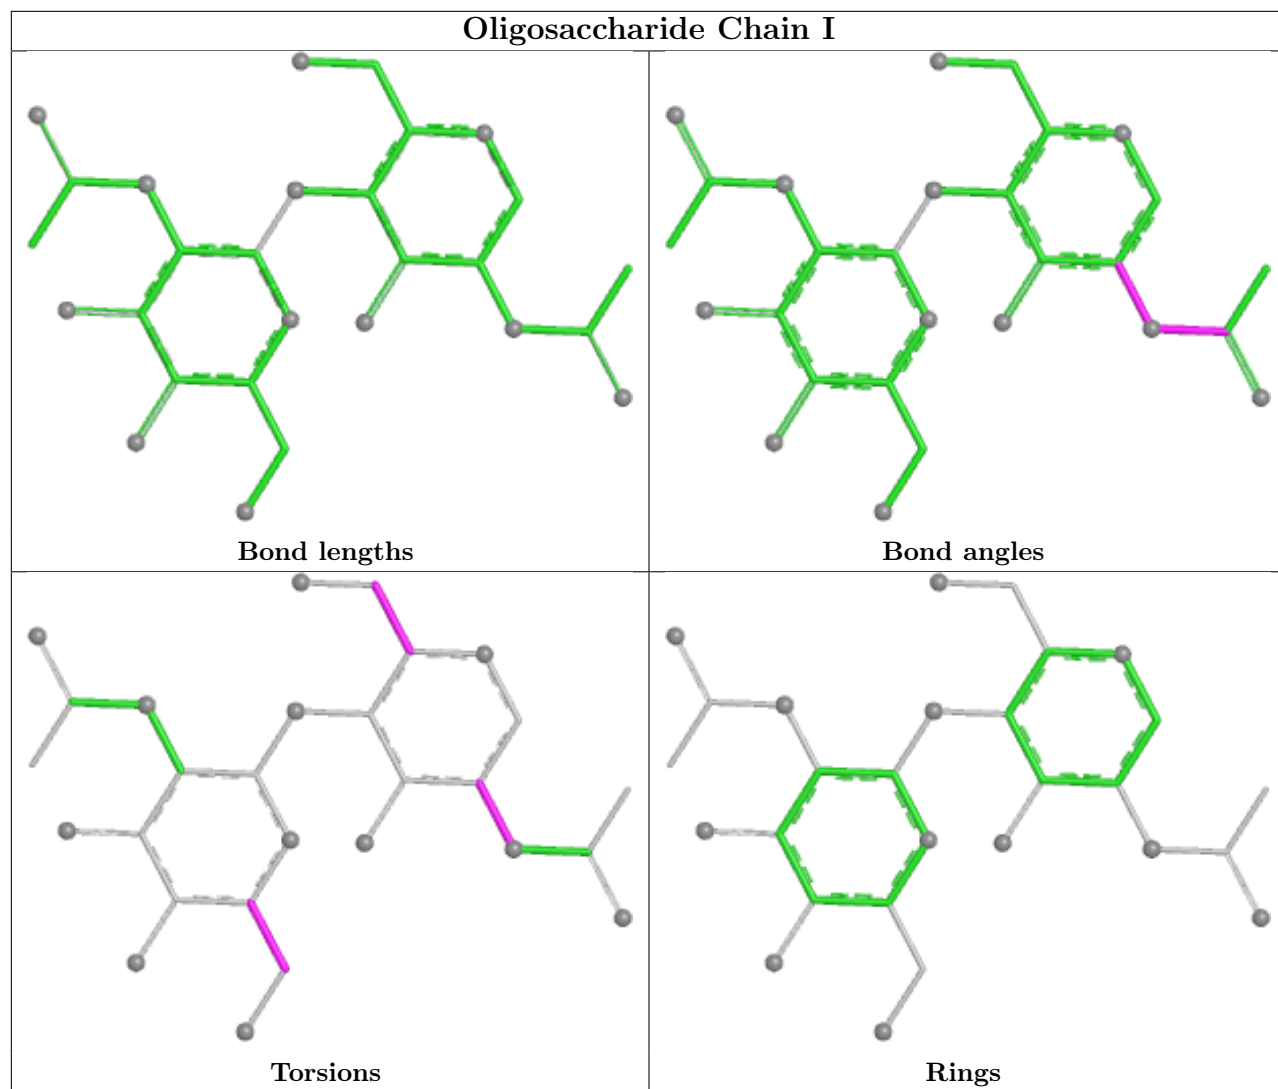 Oligosaccharide Chain I
Bond lengths
Bond angles
Torsions
Rings